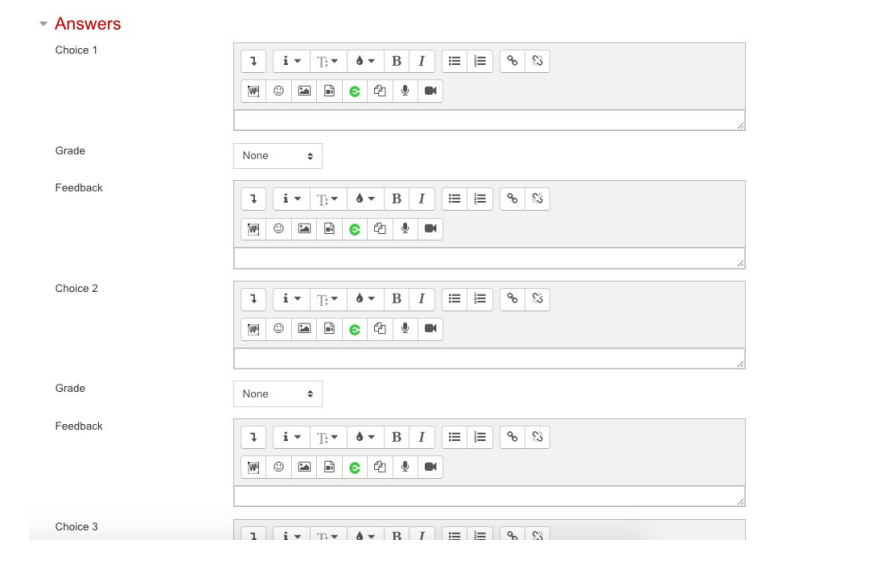 Answers
Choice 1
Grade
None
Feedback
Choice 2
Grade
None
Feedback
Choice 3